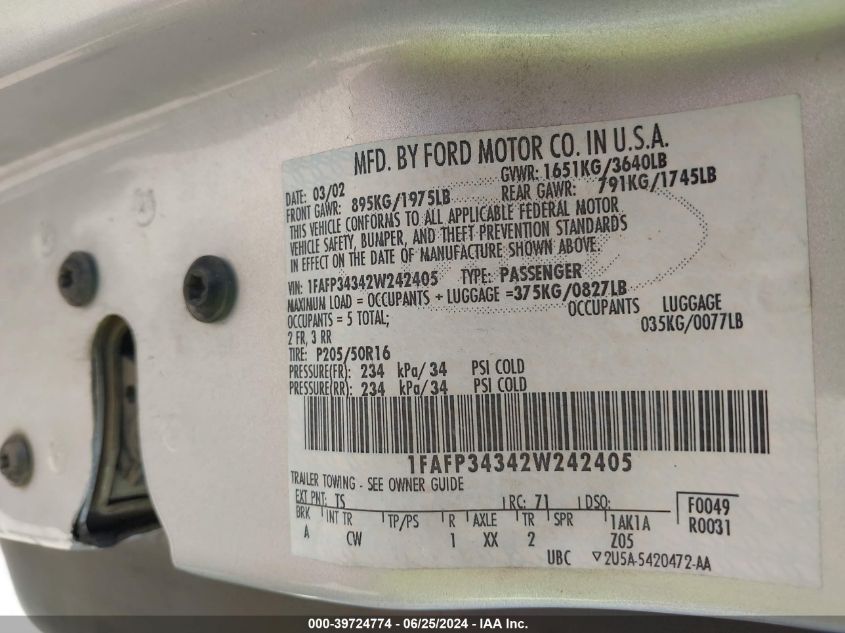 MFD. BY FORD MOTOR CO. IN U.S.A.
DATE: 03/02 GVWR: 1651KG/3640LB
FRONT GAWR: 895KG/1975LB REAR GAWR: 791KG/1745LB
THIS VEHICLE CONFORMS TO ALL APPLICABLE FEDERAL MOTOR
VEHICLE SAFETY, BUMPER, AND THEFT PREVENTION STANDARDS
IN EFFECT ON THE DATE OF MANUFACTURE SHOWN ABOVE.
VIN: 1FAFP34342W242405 TYPE: PASSENGER
MAXIMUM LOAD = OCCUPANTS + LUGGAGE =375KG/0827LB
OCCUPANTS = 5 TOTAL; OCCUPANTS LUGGAGE
2 FR, 3 RR 035KG/0077LB
TIRE: P205/50R16
PRESSURE(FR): 234 kPa/ 34 PSI COLD
PRESSURE(RR): 234 kPa/ 34 PSI COLD
1FAFP34342W242405
TRAILER TOWING - SEE OWNER GUIDE
EXT PNT: TS RC: 71 DSO: F0049
BRK INT TR TP/PS R AXLE TR SPR 1AK1A R0031
A CW 1 XX 2 Z05
UBC ▽2U5A-5420472-AA
000-39724774 - 06/25/2024 - IAA Inc.